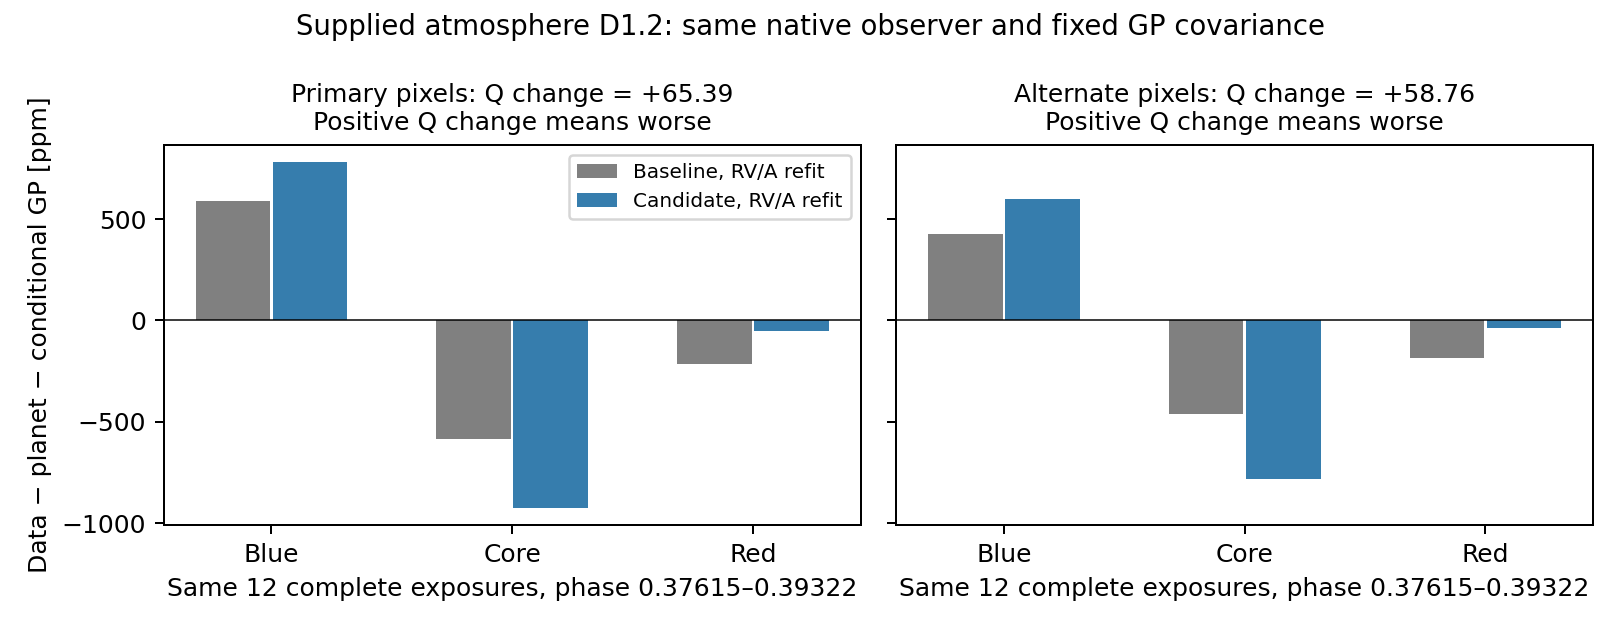 Supplied atmosphere D1.2: same native observer and fixed GP covariance
Primary pixels: Q change = +65.39
Positive Q change means worse
Alternate pixels: Q change = +58.76
Positive Q change means worse
Data − planet − conditional GP [ppm]
Baseline, RV/A refit
Candidate, RV/A refit
500
0
−500
−1000
Blue
Core
Red
Blue
Core
Red
Same 12 complete exposures, phase 0.37615–0.39322
Same 12 complete exposures, phase 0.37615–0.39322